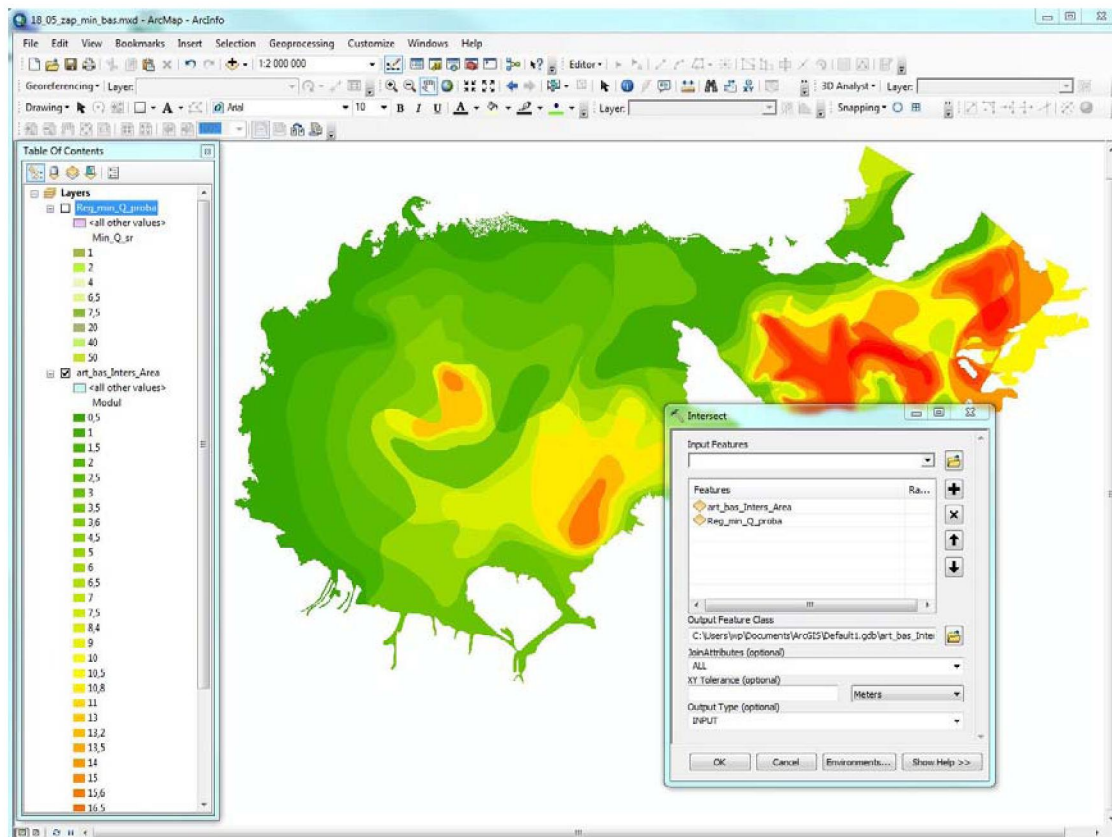 18_05_zap_min_bas.mxd - ArcMap - ArcInfo
File Edit View Bookmarks Insert Selection Geoprocessing Customize Windows Help
1:2 000 000
Editor
Georeferencing Layer:
3D Analyst Layer:
Drawing A Arial 10 B I U A
Layer:
Snapping
Table Of Contents
Layers
Reg_min_Q_proba
<all other values>
Min_Q_sr
1
2
4
6,5
7,5
20
40
50
art_bas_Inters_Area
<all other values>
Modul
0,5
1
1,5
2
2,5
3
3,5
3,6
4,5
5
6
6,5
7
7,5
8,4
9
10
10,5
10,8
11
13
13,2
13,5
14
15
15,6
16,5
Intersect
Input Features
Features Ra...
art_bas_Inters_Area
Reg_min_Q_proba
Output Feature Class
C:\Users\wp\Documents\ArcGIS\Default1.gdb\art_bas_Inter
JoinAttributes (optional)
ALL
XY Tolerance (optional)
Meters
Output Type (optional)
INPUT
OK Cancel Environments... Show Help >>